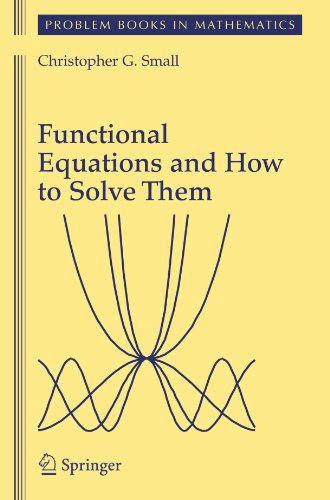 PROBLEM BOOKS IN MATHEMATICS
Christopher G. Small
Functional
Equations and How
to Solve Them
Springer